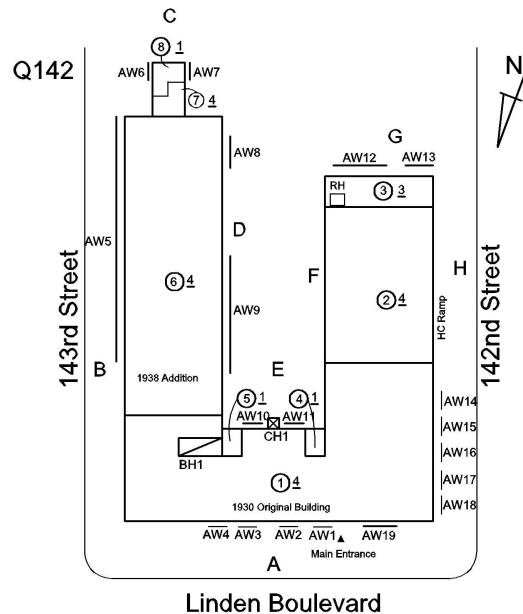 C
Q142
8 1
AW6
AW7
N
7 4
G
AW8
AW12
AW13
RH
3 3
D
AW5
F
H
6 4
2 4
AW9
HC Ramp
143rd Street
142nd Street
B
E
1938 Addition
5 1
4 1
AW10
AW11
AW14
AW15
CH1
AW16
BH1
1 4
AW17
1930 Original Building
AW18
AW4
AW3
AW2
AW1
AW19
Main Entrance
A
Linden Boulevard